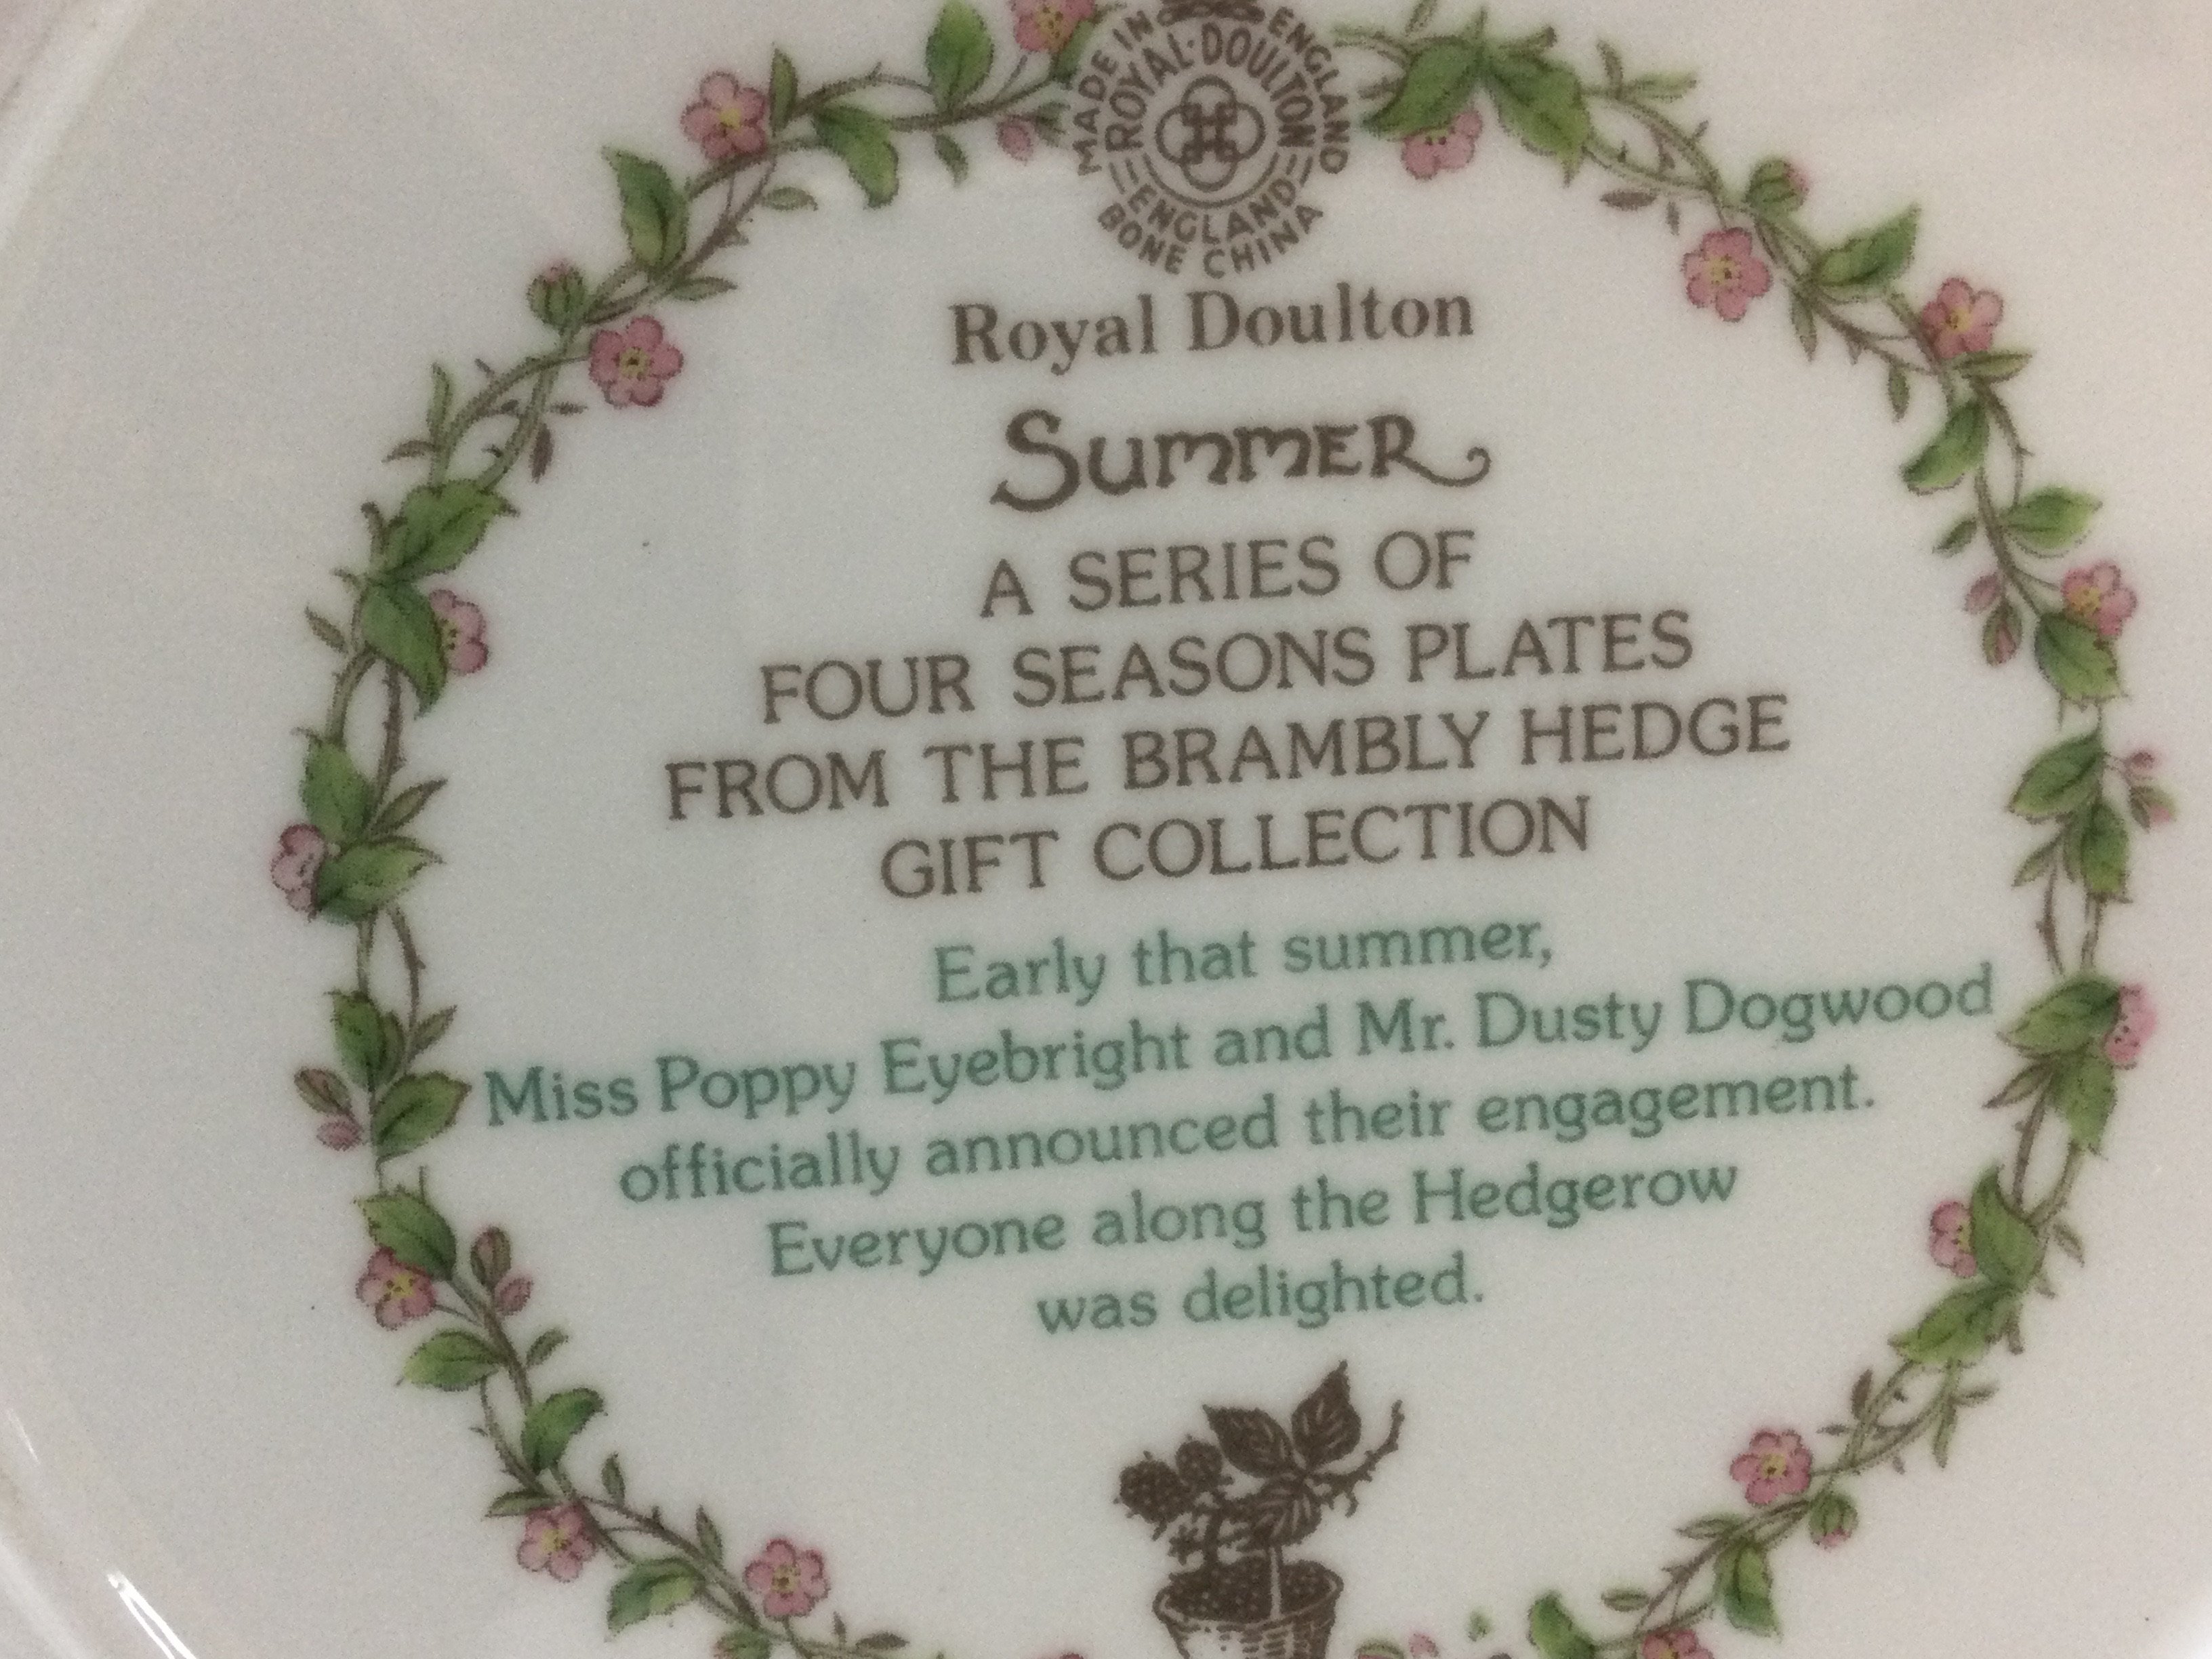 MADE IN ENGLAND
ROYAL·DOULTON
ENGLAND
BONE CHINA
Royal Doulton
SUMMER
A SERIES OF
FOUR SEASONS PLATES
FROM THE BRAMBLY HEDGE
GIFT COLLECTION
Early that summer,
Miss Poppy Eyebright and Mr. Dusty Dogwood
officially announced their engagement.
Everyone along the Hedgerow
was delighted.